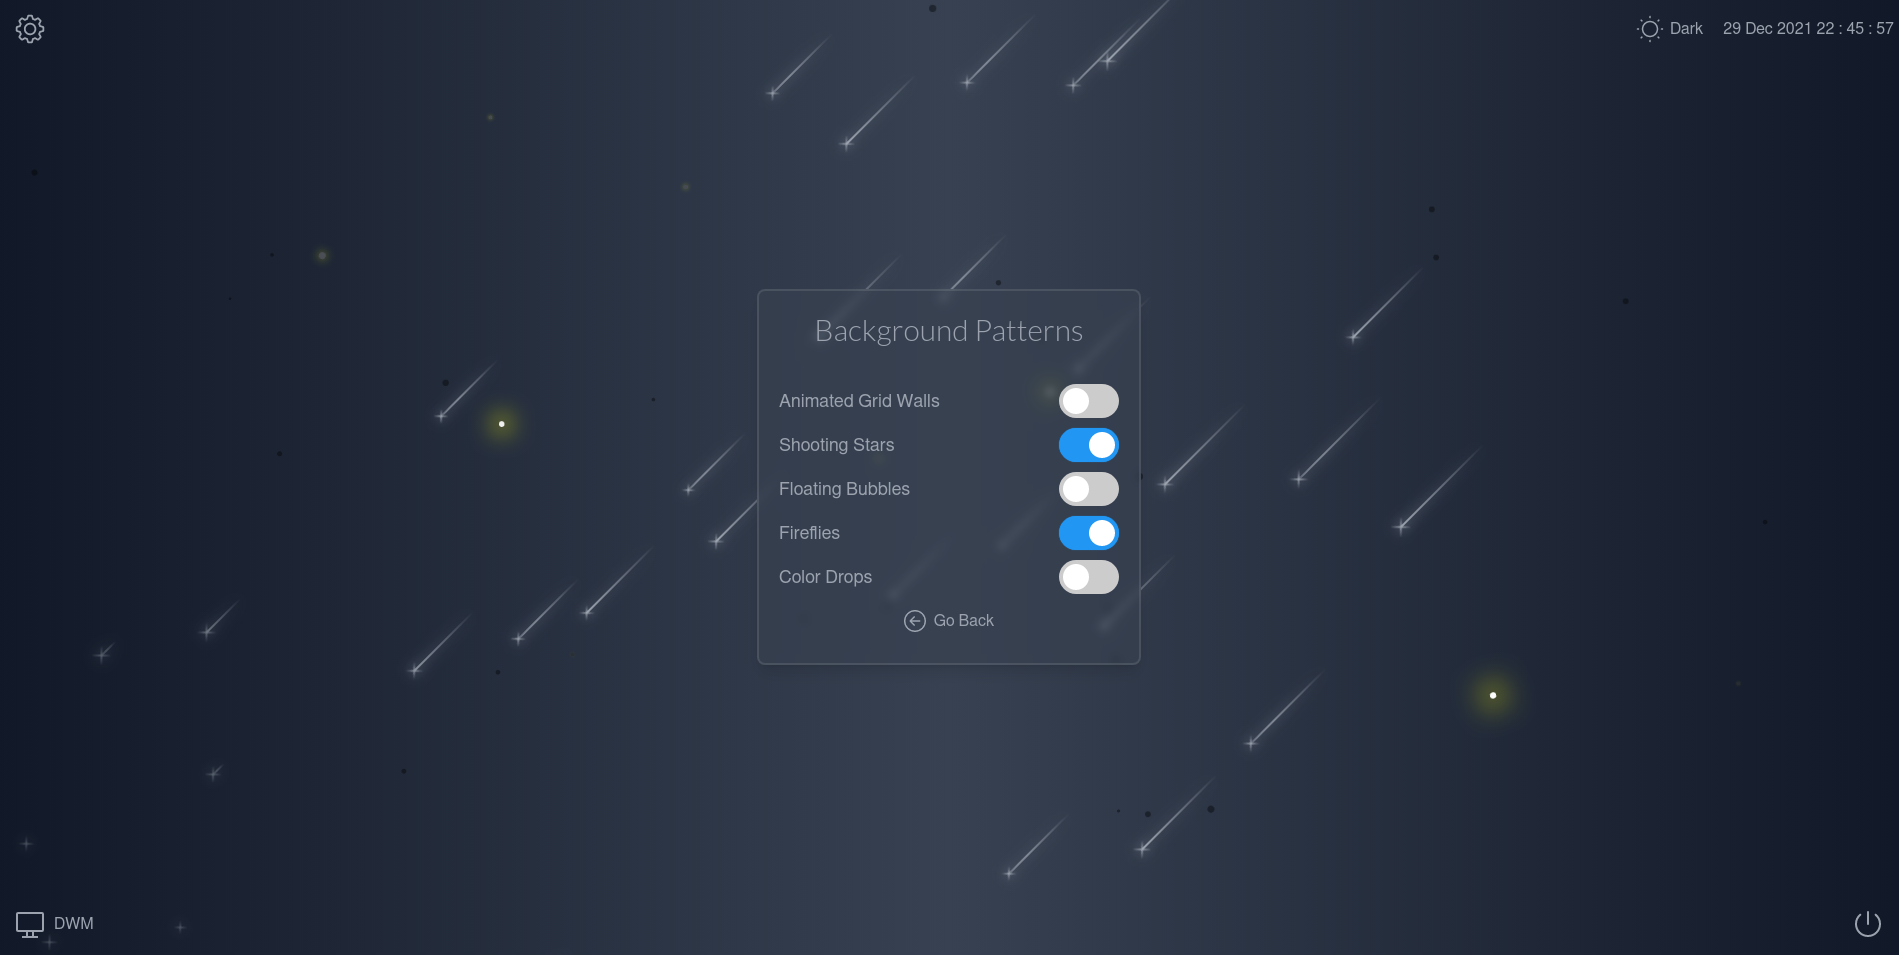 Dark 29 Dec 2021 22 : 45 : 57
Background Patterns
Animated Grid Walls
Shooting Stars
Floating Bubbles
Fireflies
Color Drops
Go Back
DWM